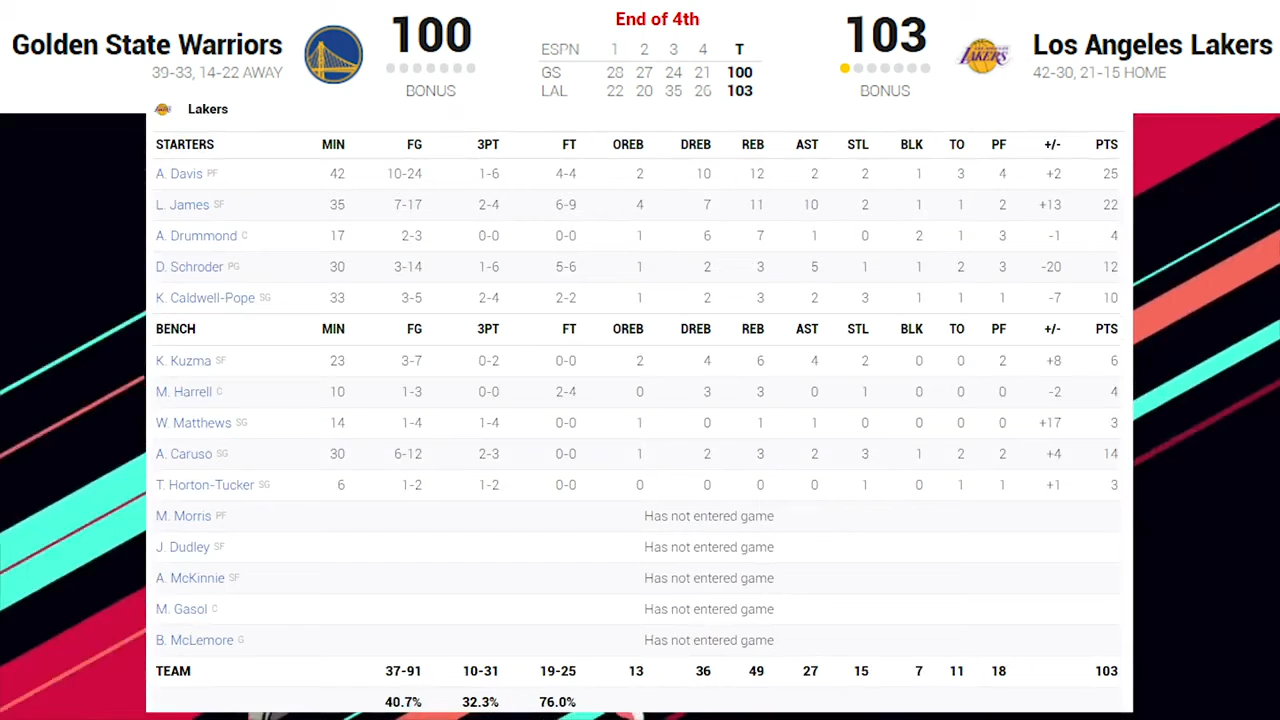 Golden State Warriors
39-33, 14-22 AWAY
100
BONUS
End of 4th
ESPN 1 2 3 4 T
GS 28 27 24 21 100
LAL 22 20 35 26 103
103
BONUS
LAKERS
Los Angeles Lakers
42-30, 21-15 HOME
Lakers
STARTERS MIN FG 3PT FT OREB DREB REB AST STL BLK TO PF +/- PTS
A. Davis PF 42 10-24 1-6 4-4 2 10 12 2 2 1 3 4 +2 25
L. James SF 35 7-17 2-4 6-9 4 7 11 10 2 1 1 2 +13 22
A. Drummond C 17 2-3 0-0 0-0 1 6 7 1 0 2 1 3 -1 4
D. Schroder PG 30 3-14 1-6 5-6 1 2 3 5 1 1 2 3 -20 12
K. Caldwell-Pope SG 33 3-5 2-4 2-2 1 2 3 2 3 1 1 1 -7 10
BENCH MIN FG 3PT FT OREB DREB REB AST STL BLK TO PF +/- PTS
K. Kuzma SF 23 3-7 0-2 0-0 2 4 6 4 2 0 0 2 +8 6
M. Harrell C 10 1-3 0-0 2-4 0 3 3 0 1 0 0 0 -2 4
W. Matthews SG 14 1-4 1-4 0-0 1 0 1 1 0 0 0 0 +17 3
A. Caruso SG 30 6-12 2-3 0-0 1 2 3 2 3 1 2 2 +4 14
T. Horton-Tucker SG 6 1-2 1-2 0-0 0 0 0 0 1 0 1 1 +1 3
M. Morris PF Has not entered game
J. Dudley SF Has not entered game
A. McKinnie SF Has not entered game
M. Gasol C Has not entered game
B. McLemore G Has not entered game
TEAM 37-91 10-31 19-25 13 36 49 27 15 7 11 18 103
40.7% 32.3% 76.0%